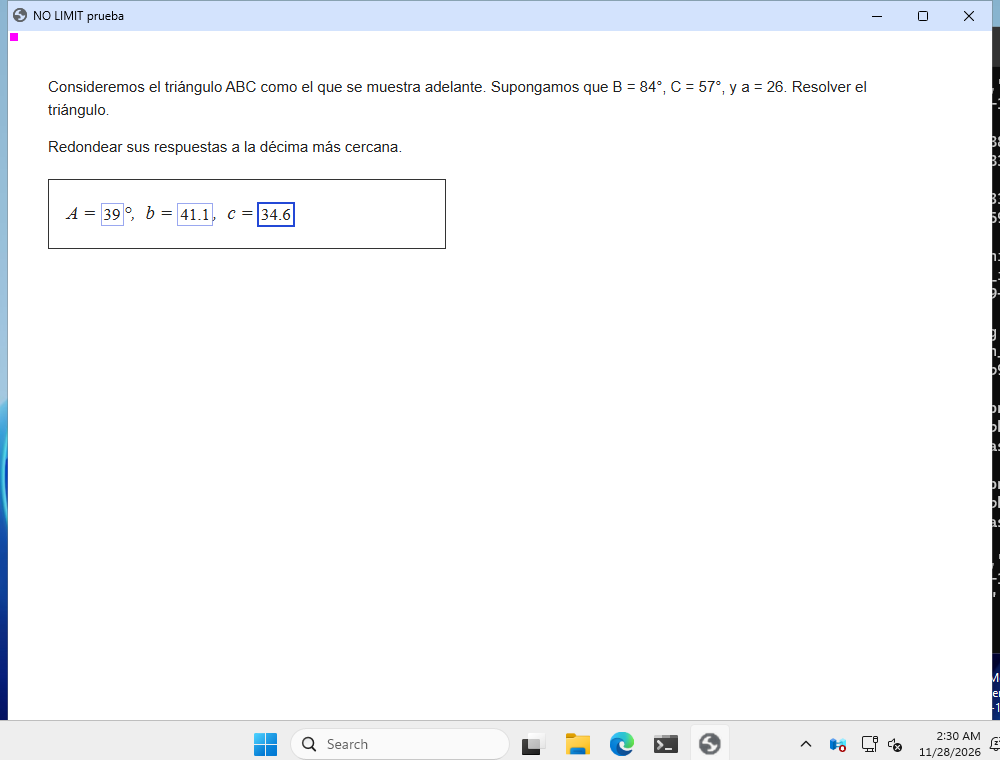 NO LIMIT prueba
Consideremos el triángulo ABC como el que se muestra adelante. Supongamos que B = 84°, C = 57°, y a = 26. Resolver el
triángulo.
Redondear sus respuestas a la décima más cercana.
A = 39°, b = 41.1, c = 34.6
Search
2:30 AM
11/28/2026